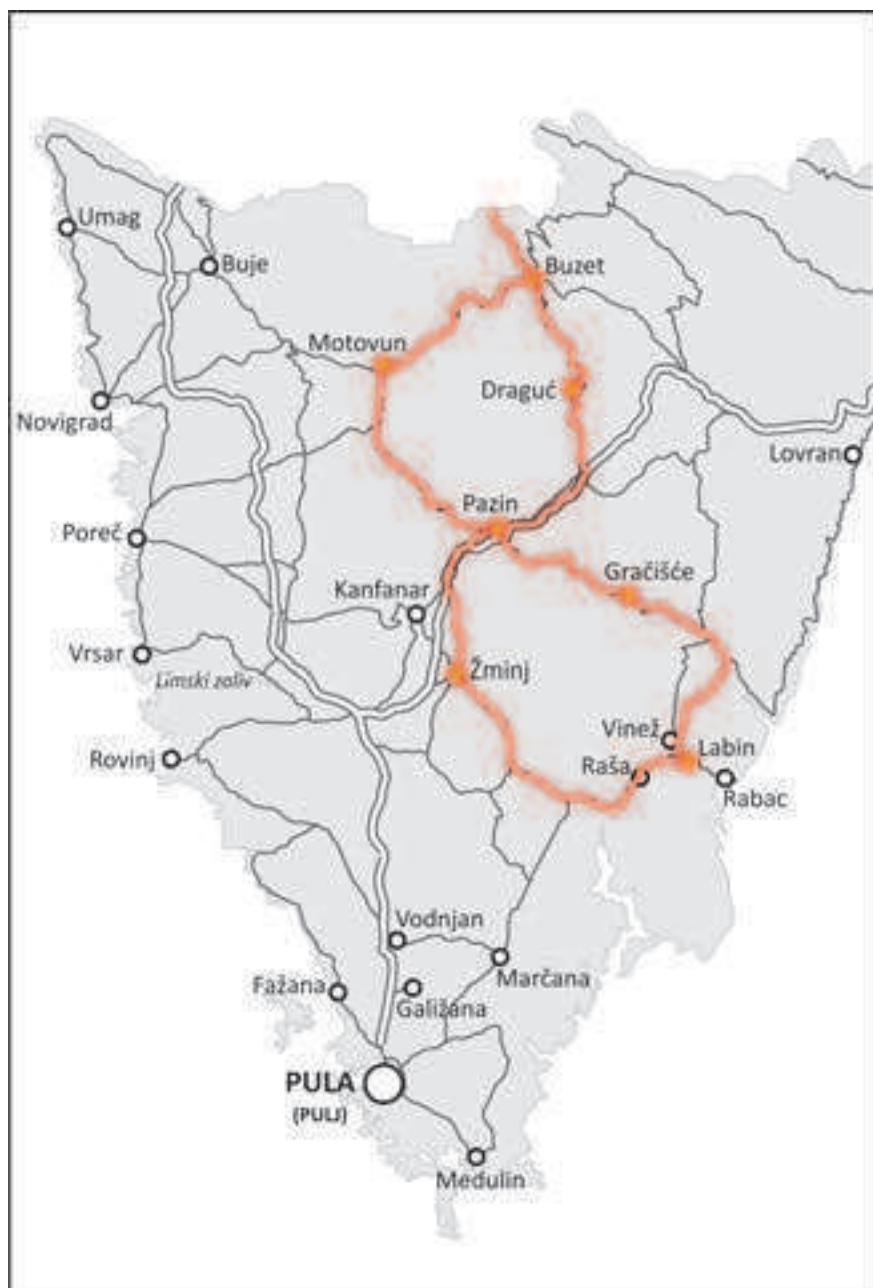 Umag
Buje
Buzet
Motovun
Draguć
Novigrad
Lovran
Pazin
Poreč
Gračišće
Kanfanar
Vrsar
Limski zaliv
Žminj
Vinež
Labin
Rovinj
Raša
Rabac
Vodnjan
Marčana
Fažana
Galižana
PULA
(PULJ)
Medulin